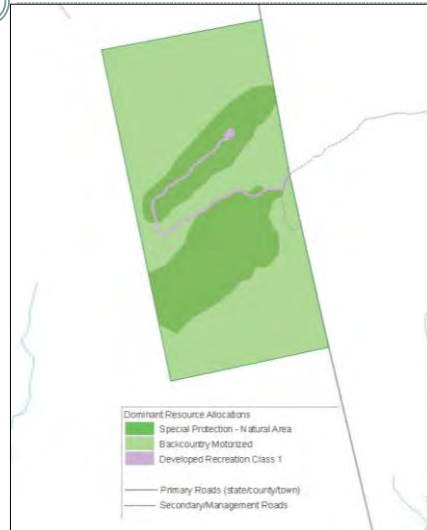 Dominant Resource Allocations
Special Protection - Natural Area
Backcountry Motorized
Developed Recreation Class 1
Primary Roads (state/county/town)
Secondary/Management Roads